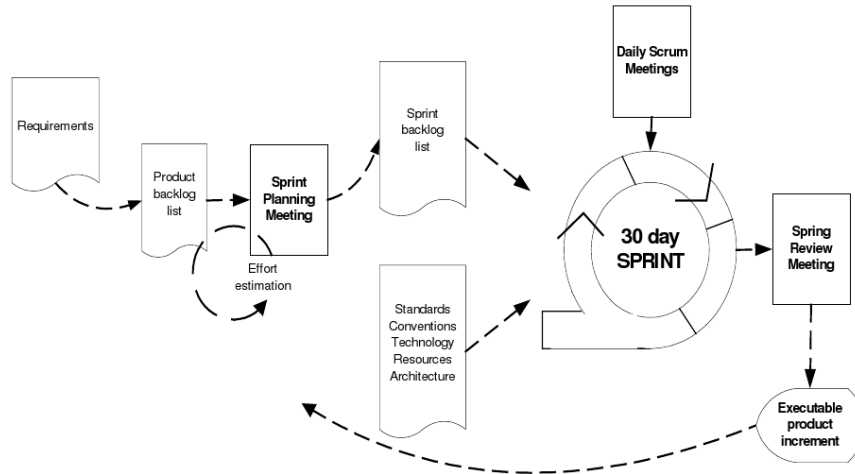 Requirements
Product
backlog
list
Sprint
Planning
Meeting
Effort
estimation
Sprint
backlog
list
Standards
Conventions
Technology
Resources
Architecture
Daily Scrum
Meetings
30 day
SPRINT
Spring
Review
Meeting
Executable
product
increment